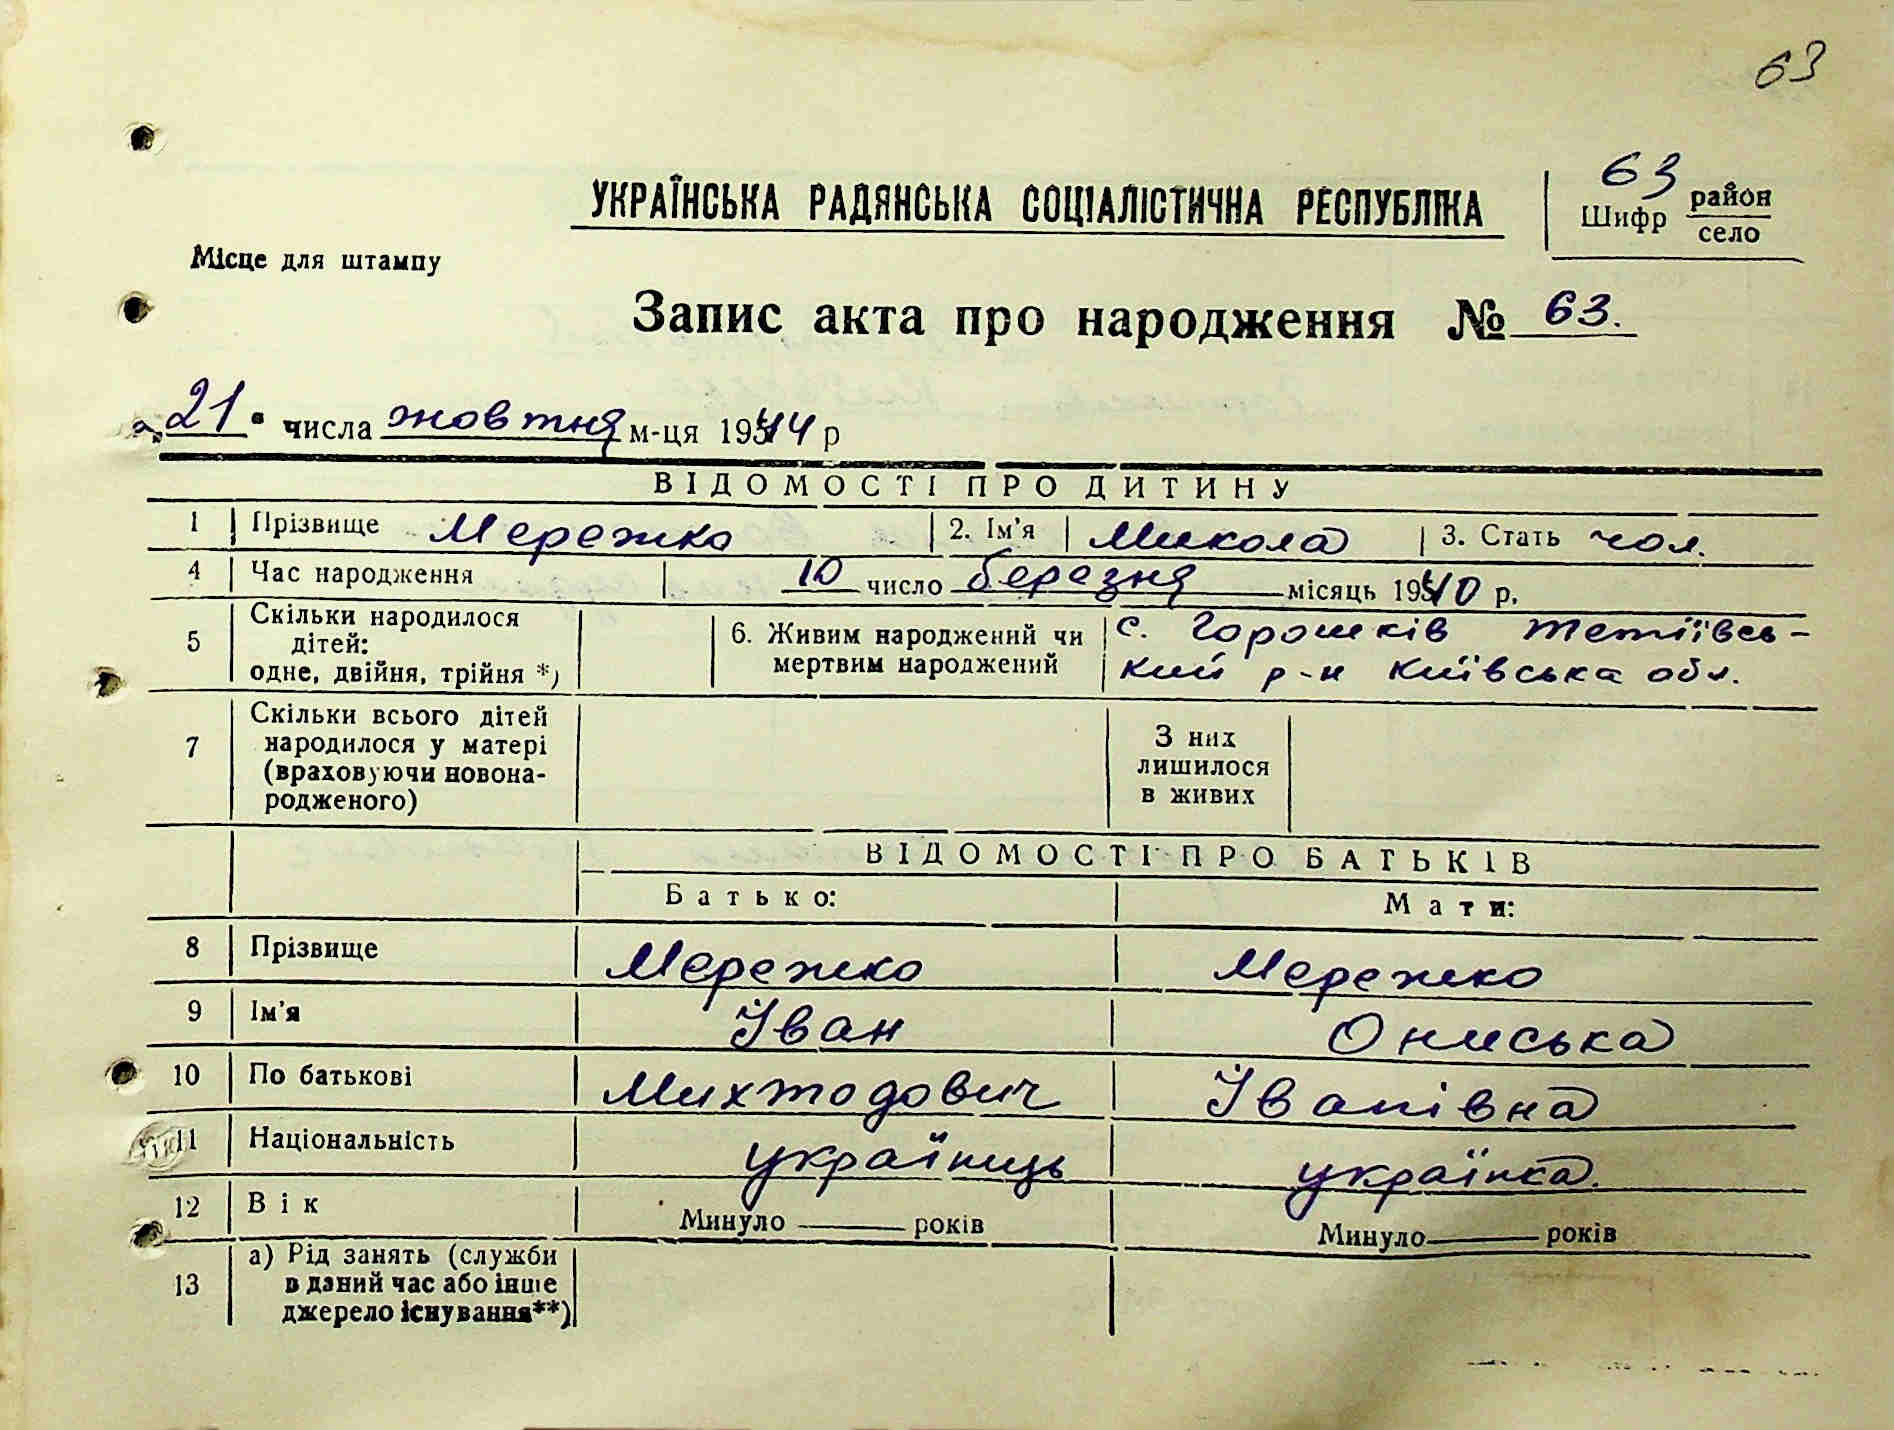 63
УКРАЇНСЬКА РАДЯНСЬКА СОЦІАЛІСТИЧНА РЕСПУБЛІКА
63
Шифр район
село
Місце для штампу
Запис акта про народження № 63.
21 числа жовтня м-ця 1944 р
ВІДОМОСТІ ПРО ДИТИНУ
1 Прізвище Мережко 2. Ім'я Микола 3. Стать чол.
4 Час народження 10 число березня місяць 1940 р.
5 Скільки народилося
дітей:
одне, двійня, трійня *)
6. Живим народжений чи
мертвим народжений
с. Горошків Тетіївсь-
кий р-н Київська обл.
7 Скільки всього дітей
народилося у матері
(враховуючи новона-
родженого)
З них
лишилося
в живих
ВІДОМОСТІ ПРО БАТЬКІВ
Батько: Мати:
8 Прізвище Мережко Мережко
9 Ім'я Іван Ониська
10 По батькові Михтодович Іванівна
11 Національність українець українка.
12 Вік Минуло років Минуло років
13 а) Рід занять (служби
в даний час або інше
джерело існування**)